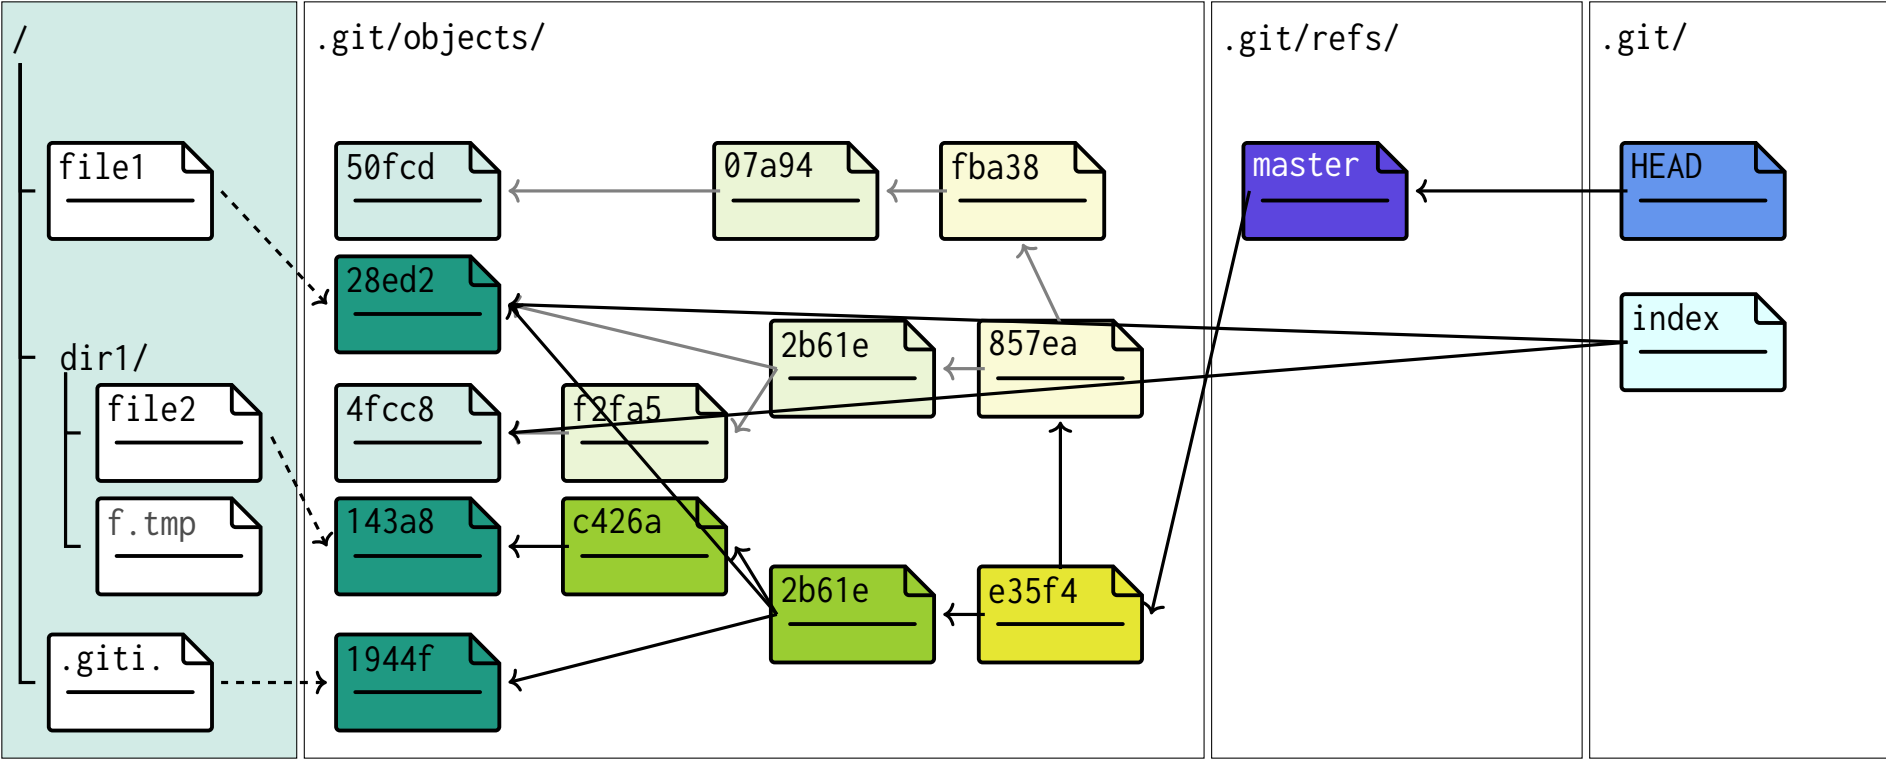 /
.git/objects/
.git/refs/
.git/
file1
50fcd
07a94
fba38
master
HEAD
28ed2
index
dir1/
2b61e
857ea
file2
4fcc8
f2fa5
f.tmp
143a8
c426a
2b61e
e35f4
.giti.
1944f